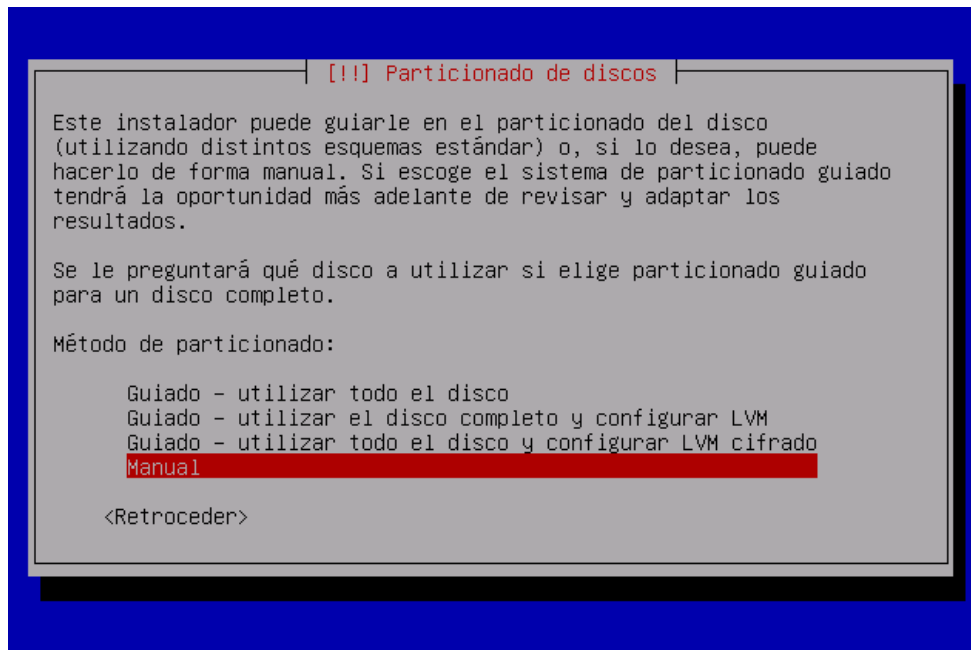 [!!] Particionado de discos
Este instalador puede guiarle en el particionado del disco
(utilizando distintos esquemas estándar) o, si lo desea, puede
hacerlo de forma manual. Si escoge el sistema de particionado guiado
tendrá la oportunidad más adelante de revisar y adaptar los
resultados.
Se le preguntará qué disco a utilizar si elige particionado guiado
para un disco completo.
Método de particionado:
Guiado – utilizar todo el disco
Guiado – utilizar el disco completo y configurar LVM
Guiado – utilizar todo el disco y configurar LVM cifrado
Manual
<Retroceder>